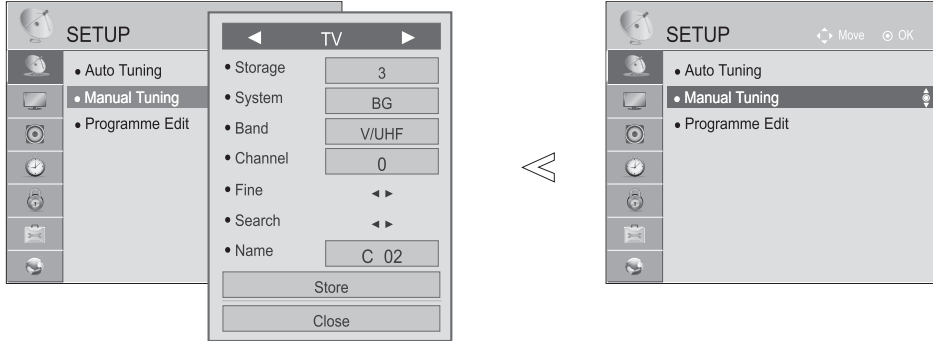 SETUP
• Auto Tuning
• Manual Tuning
• Programme Edit
◄ TV ►
• Storage 3
• System BG
• Band V/UHF
• Channel 0
• Fine ◄ ►
• Search ◄ ►
• Name C 02
Store
Close
SETUP Move OK
• Auto Tuning
• Manual Tuning
• Programme Edit